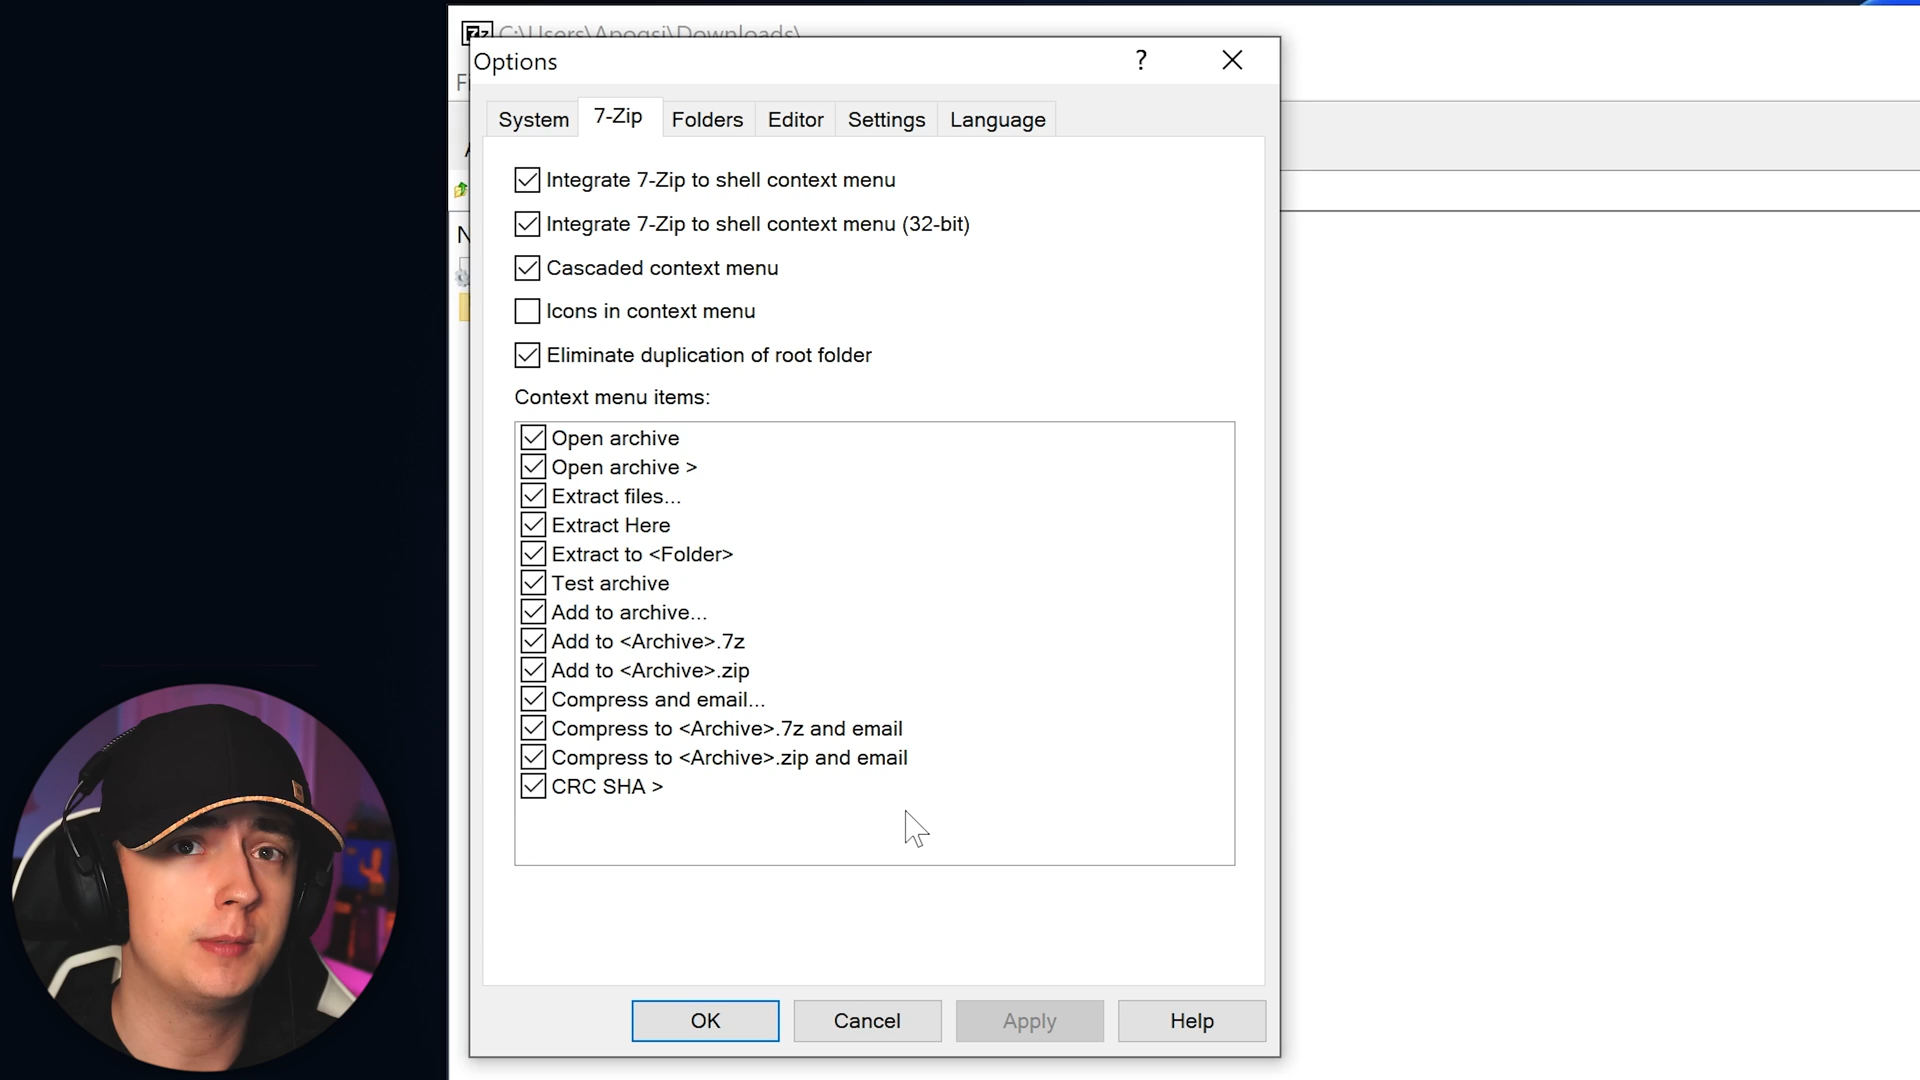 7z C:\Users\Apogsi\Downloads\
Options
?
System 7-Zip Folders Editor Settings Language
Integrate 7-Zip to shell context menu
Integrate 7-Zip to shell context menu (32-bit)
Cascaded context menu
Icons in context menu
Eliminate duplication of root folder
Context menu items:
Open archive
Open archive >
Extract files...
Extract Here
Extract to <Folder>
Test archive
Add to archive...
Add to <Archive>.7z
Add to <Archive>.zip
Compress and email...
Compress to <Archive>.7z and email
Compress to <Archive>.zip and email
CRC SHA >
OK Cancel Apply Help